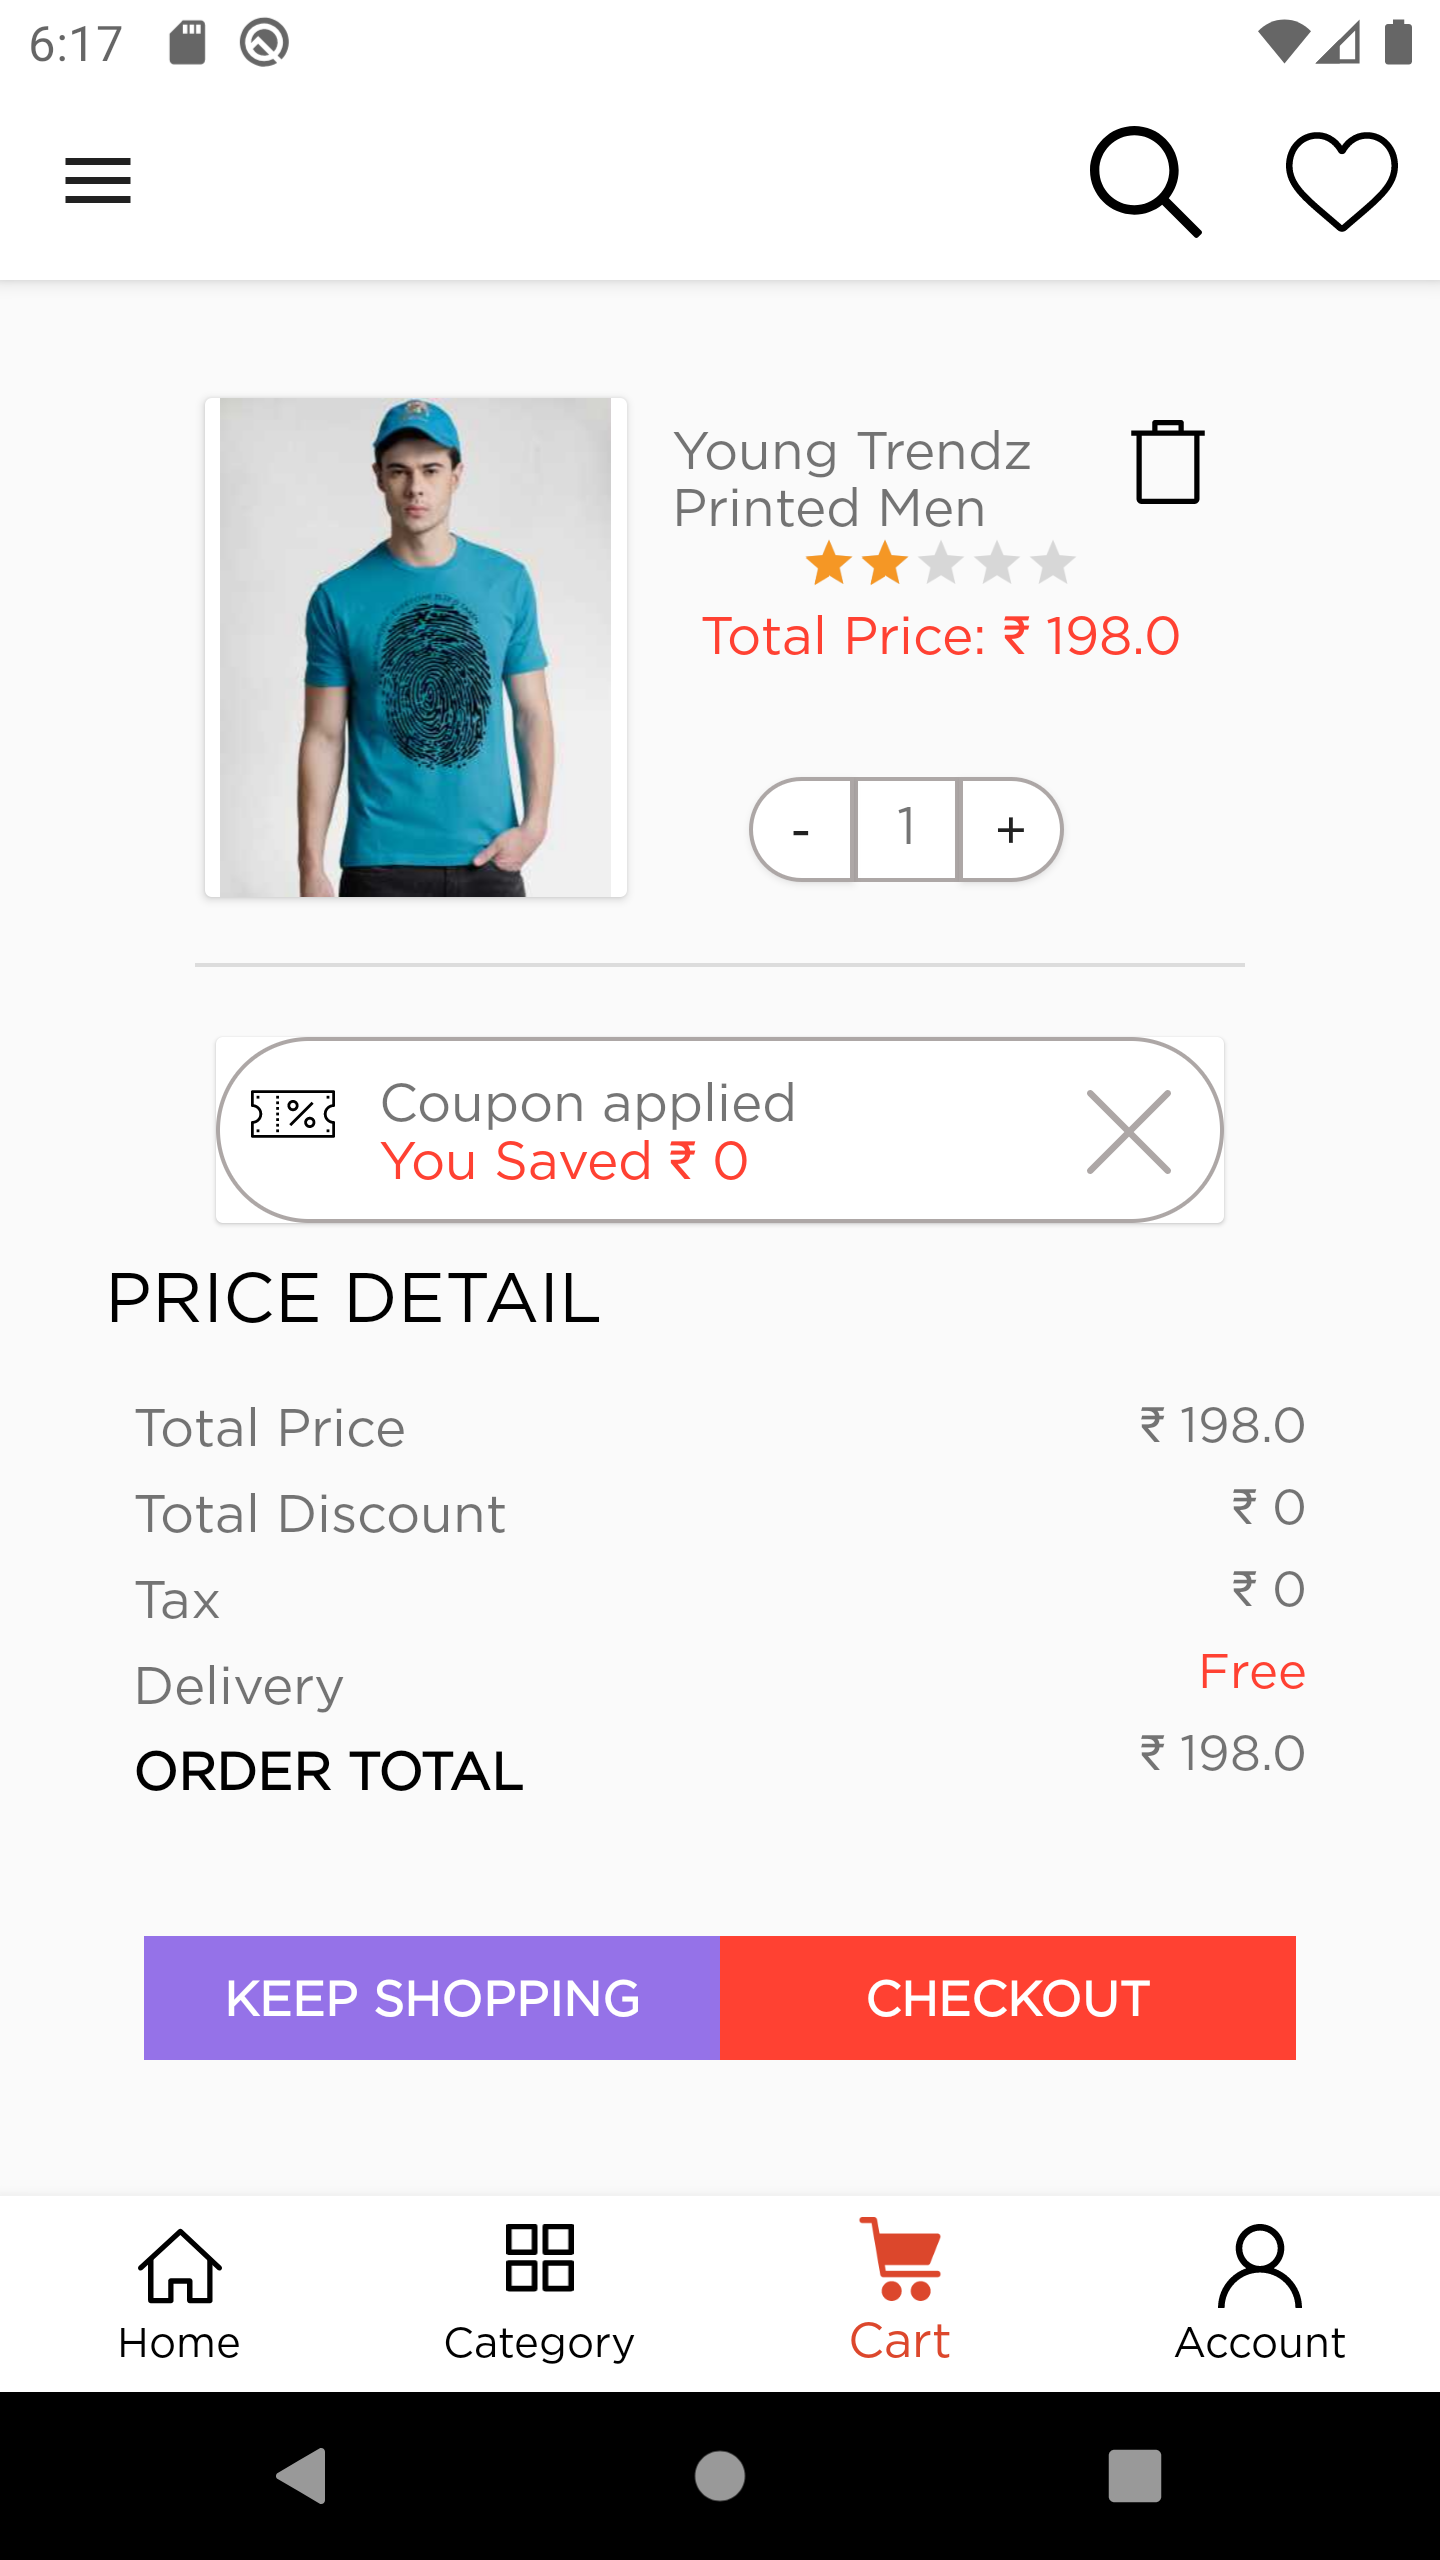 6:17
Young Trendz
Printed Men
Total Price: ₹ 198.0
- 1 +
Coupon applied
You Saved ₹ 0
PRICE DETAIL
Total Price ₹ 198.0
Total Discount ₹ 0
Tax ₹ 0
Delivery Free
ORDER TOTAL ₹ 198.0
KEEP SHOPPING CHECKOUT
Home Category Cart Account